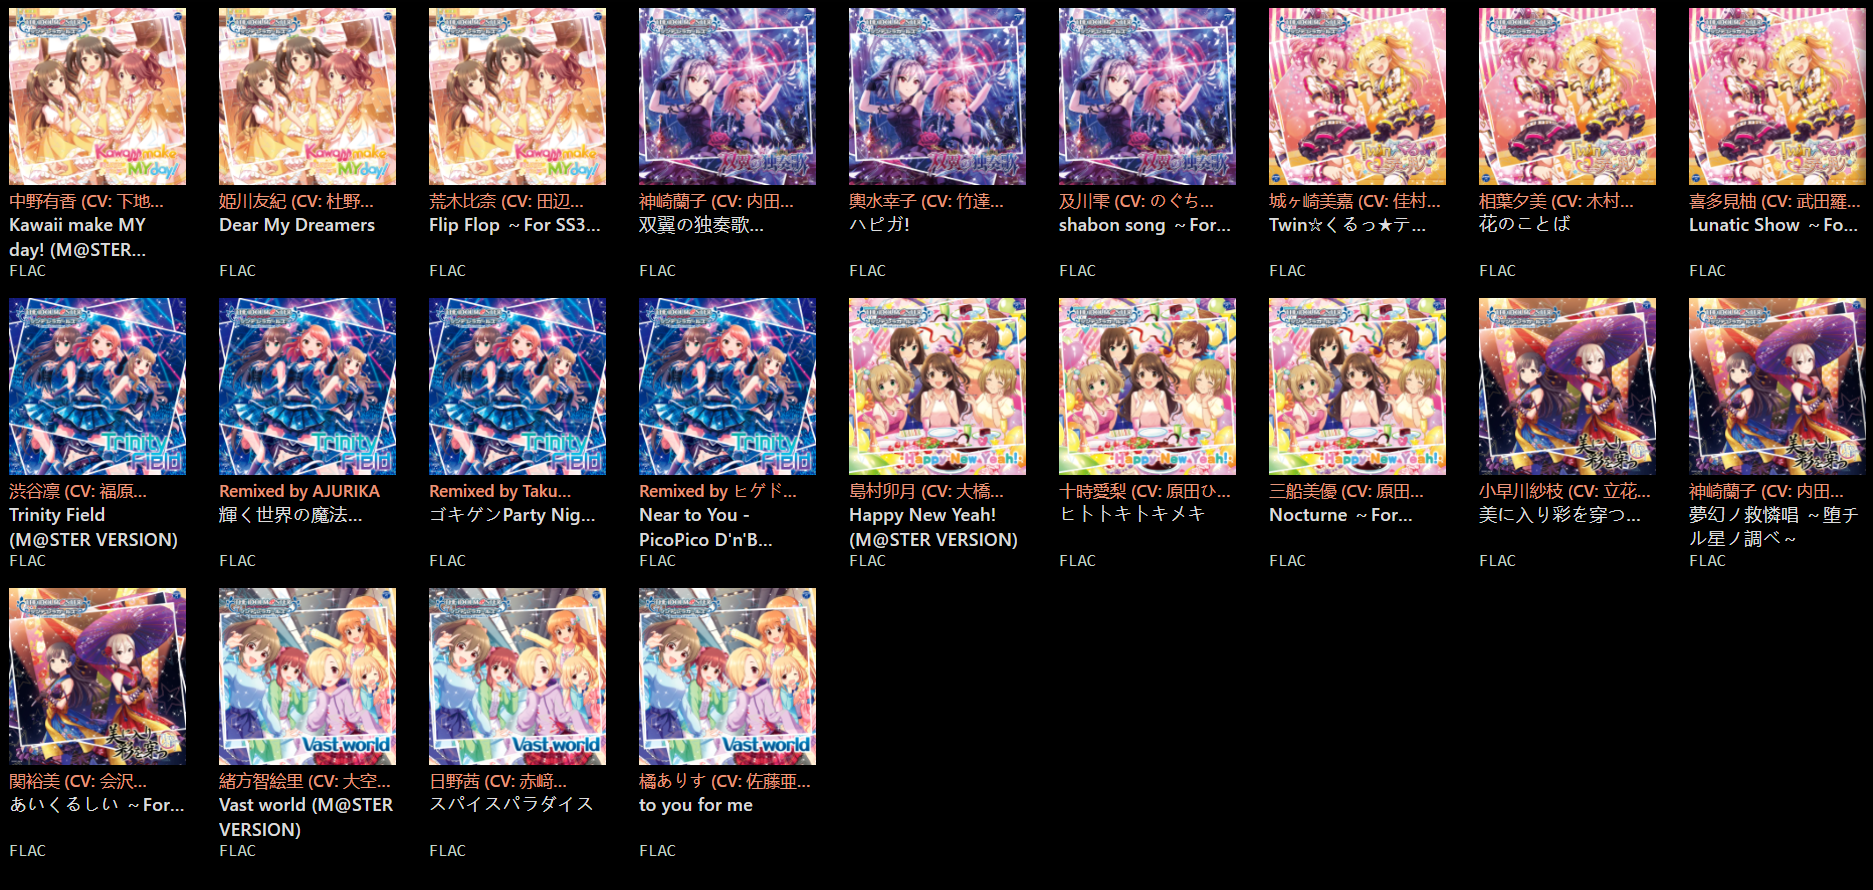 中野有香 (CV: 下地...
Kawaii make MY
day! (M@STER...
FLAC
姫川友紀 (CV: 杜野...
Dear My Dreamers
FLAC
荒木比奈 (CV: 田辺...
Flip Flop ～For SS3...
FLAC
神崎蘭子 (CV: 内田...
双翼の独奏歌...
FLAC
輿水幸子 (CV: 竹達...
ハピガ!
FLAC
及川雫 (CV: のぐち...
shabon song ～For...
FLAC
城ヶ崎美嘉 (CV: 佳村...
Twin☆くるっ★テ...
FLAC
相葉夕美 (CV: 木村...
花のことば
FLAC
喜多見柚 (CV: 武田羅...
Lunatic Show ～Fo...
FLAC
渋谷凛 (CV: 福原...
Trinity Field
(M@STER VERSION)
FLAC
Remixed by AJURIKA
輝く世界の魔法...
FLAC
Remixed by Taku...
ゴキゲンParty Nig...
FLAC
Remixed by ヒゲド...
Near to You -
PicoPico D'n'B...
FLAC
島村卯月 (CV: 大橋...
Happy New Yeah!
(M@STER VERSION)
FLAC
十時愛梨 (CV: 原田ひ...
ヒトトキトキメキ
FLAC
三船美優 (CV: 原田...
Nocturne ～For...
FLAC
小早川紗枝 (CV: 立花...
美に入り彩を穿つ...
FLAC
神崎蘭子 (CV: 内田...
夢幻ノ救憐唱 ～堕チ
ル星ノ調べ～
FLAC
関裕美 (CV: 会沢...
あいくるしい ～For...
FLAC
緒方智絵里 (CV: 大空...
Vast world (M@STER
VERSION)
FLAC
日野茜 (CV: 赤﨑...
スパイスパラダイス
FLAC
橘ありす (CV: 佐藤亜...
to you for me
FLAC